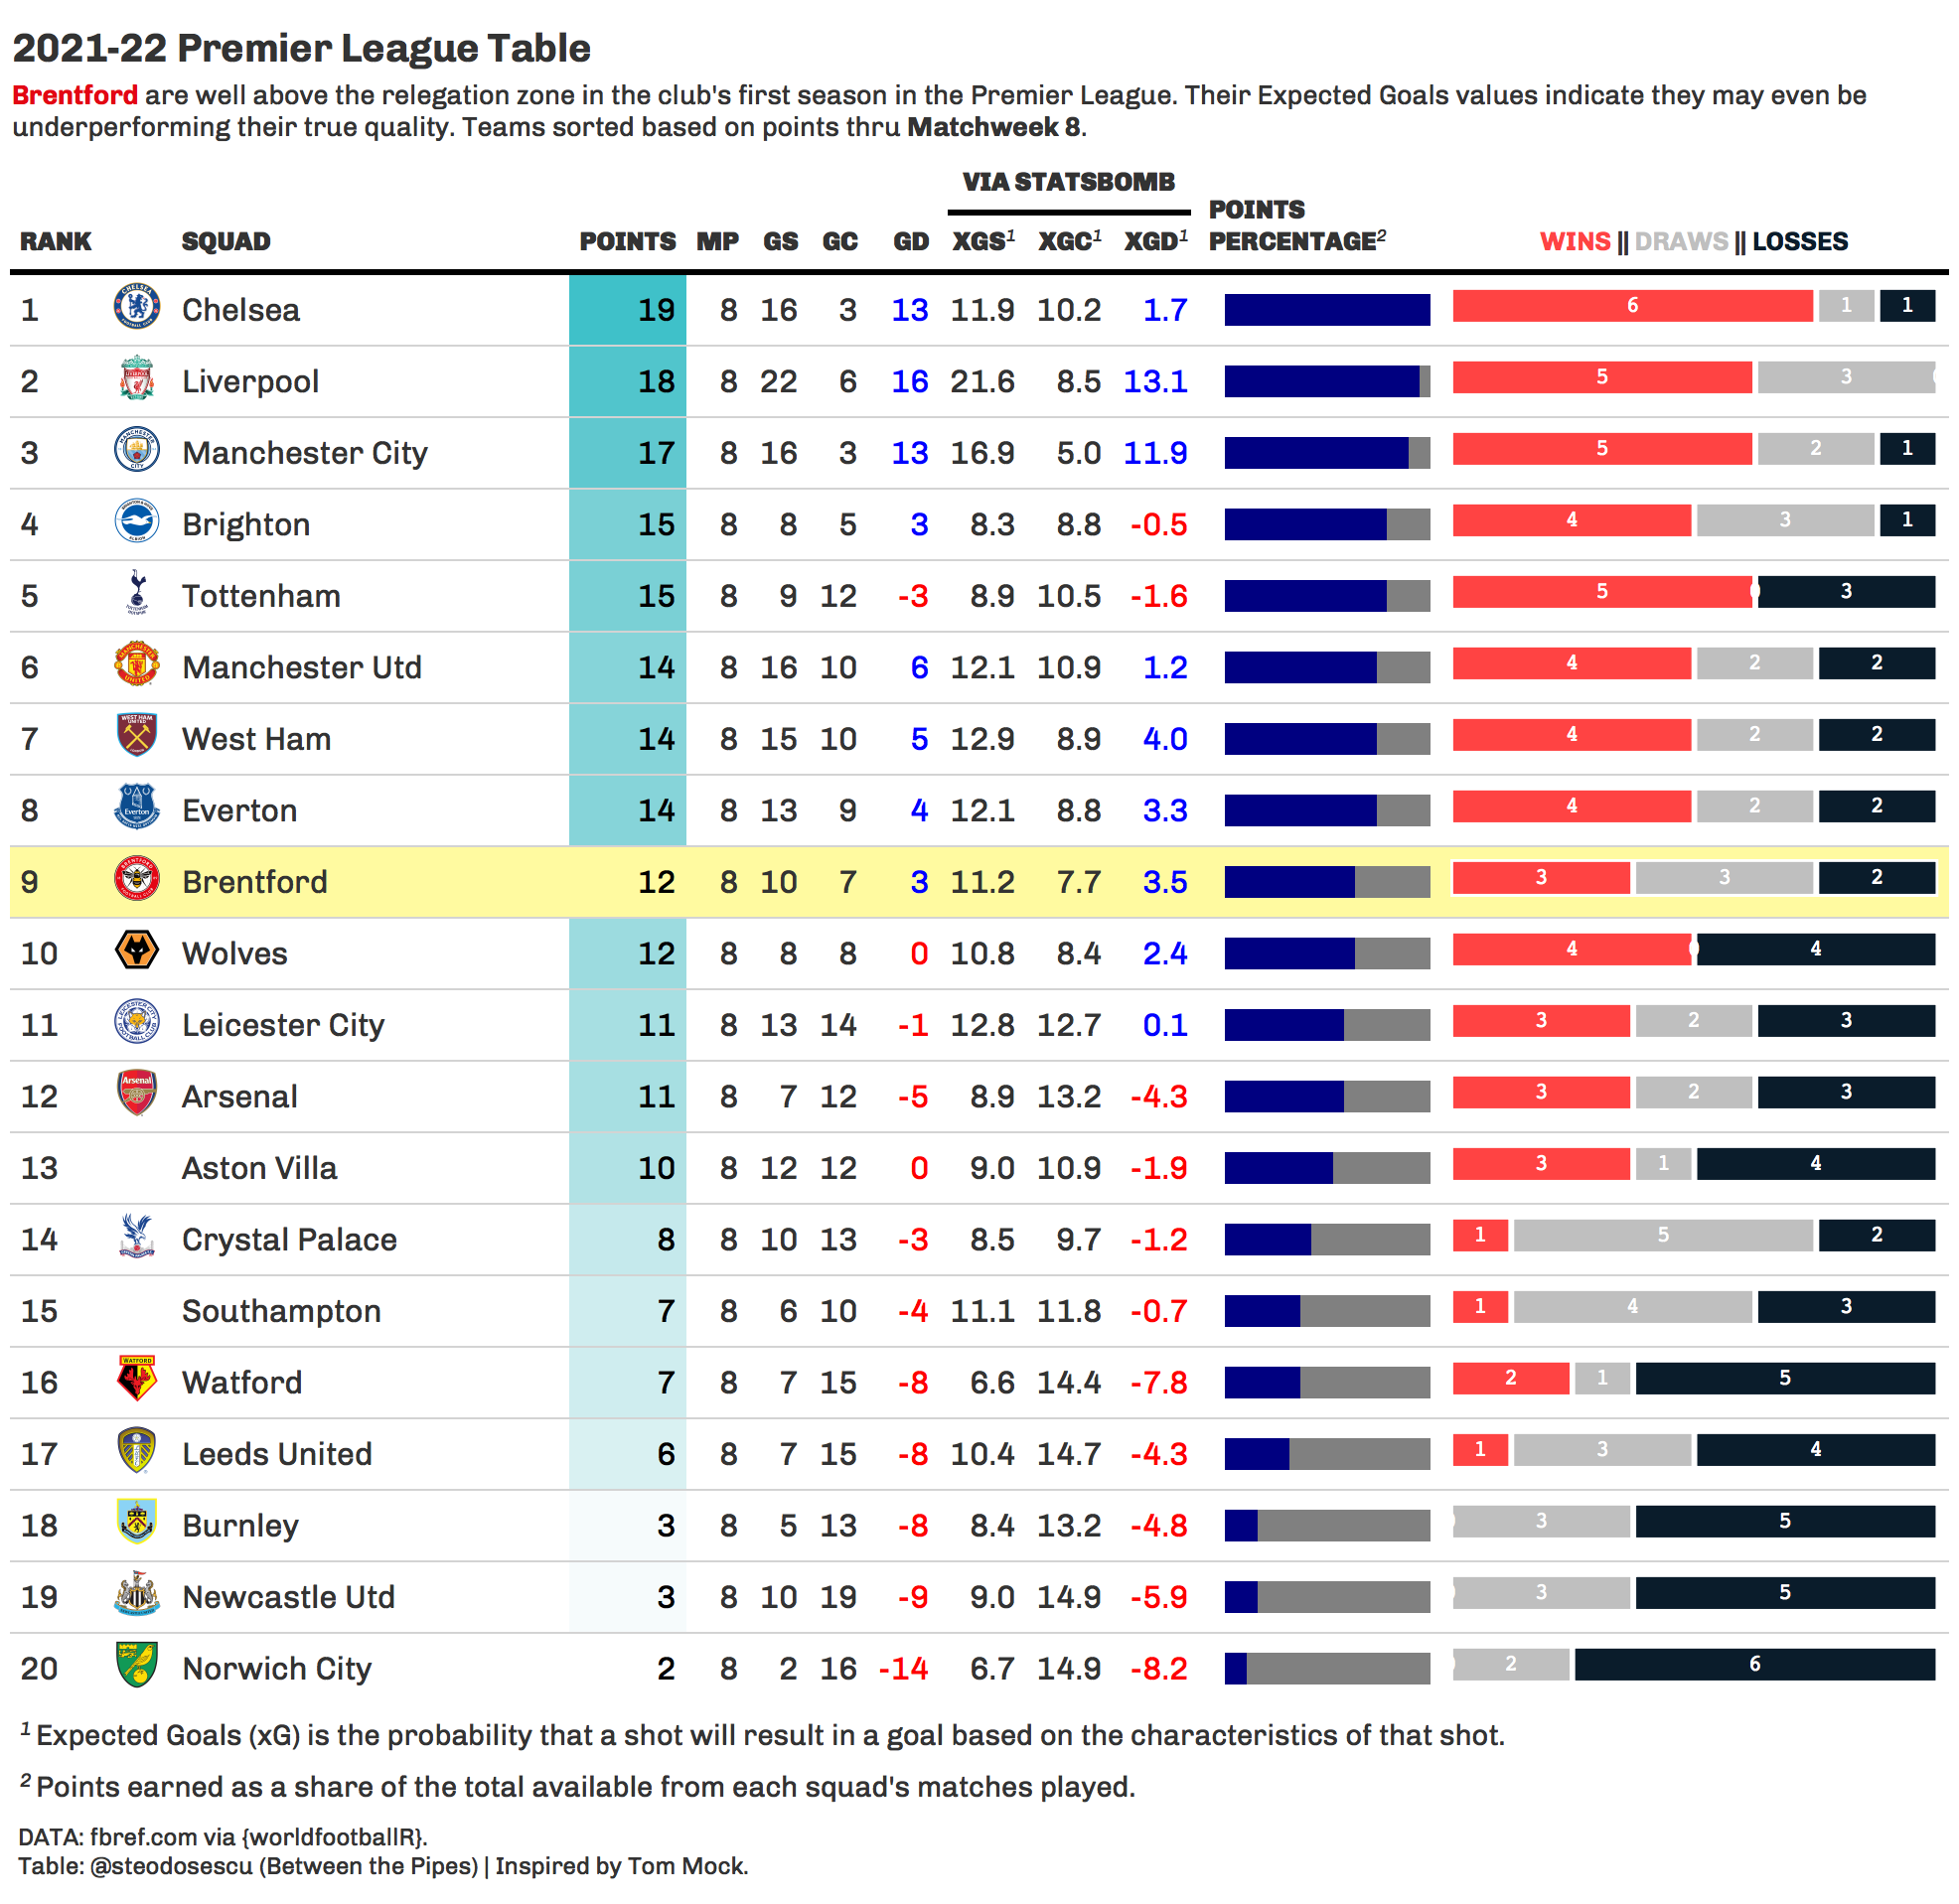 2021-22 Premier League Table
Brentford are well above the relegation zone in the club's first season in the Premier League. Their Expected Goals values indicate they may even be
underperforming their true quality. Teams sorted based on points thru Matchweek 8.
VIA STATSBOMB
RANK SQUAD POINTS MP GS GC GD XGS¹ XGC¹ XGD¹ POINTS PERCENTAGE² WINS || DRAWS || LOSSES
1 Chelsea 19 8 16 3 13 11.9 10.2 1.7 6 1 1
2 Liverpool 18 8 22 6 16 21.6 8.5 13.1 5 3
3 Manchester City 17 8 16 3 13 16.9 5.0 11.9 5 2 1
4 Brighton 15 8 8 5 3 8.3 8.8 -0.5 4 3 1
5 Tottenham 15 8 9 12 -3 8.9 10.5 -1.6 5 0 3
6 Manchester Utd 14 8 16 10 6 12.1 10.9 1.2 4 2 2
7 West Ham 14 8 15 10 5 12.9 8.9 4.0 4 2 2
8 Everton 14 8 13 9 4 12.1 8.8 3.3 4 2 2
9 Brentford 12 8 10 7 3 11.2 7.7 3.5 3 3 2
10 Wolves 12 8 8 8 0 10.8 8.4 2.4 4 0 4
11 Leicester City 11 8 13 14 -1 12.8 12.7 0.1 3 2 3
12 Arsenal 11 8 7 12 -5 8.9 13.2 -4.3 3 2 3
13 Aston Villa 10 8 12 12 0 9.0 10.9 -1.9 3 1 4
14 Crystal Palace 8 8 10 13 -3 8.5 9.7 -1.2 1 5 2
15 Southampton 7 8 6 10 -4 11.1 11.8 -0.7 1 4 3
16 Watford 7 8 7 15 -8 6.6 14.4 -7.8 2 1 5
17 Leeds United 6 8 7 15 -8 10.4 14.7 -4.3 1 3 4
18 Burnley 3 8 5 13 -8 8.4 13.2 -4.8 3 5
19 Newcastle Utd 3 8 10 19 -9 9.0 14.9 -5.9 3 5
20 Norwich City 2 8 2 16 -14 6.7 14.9 -8.2 2 6
¹ Expected Goals (xG) is the probability that a shot will result in a goal based on the characteristics of that shot.
² Points earned as a share of the total available from each squad's matches played.
DATA: fbref.com via {worldfootballR}.
Table: @steodosescu (Between the Pipes) | Inspired by Tom Mock.